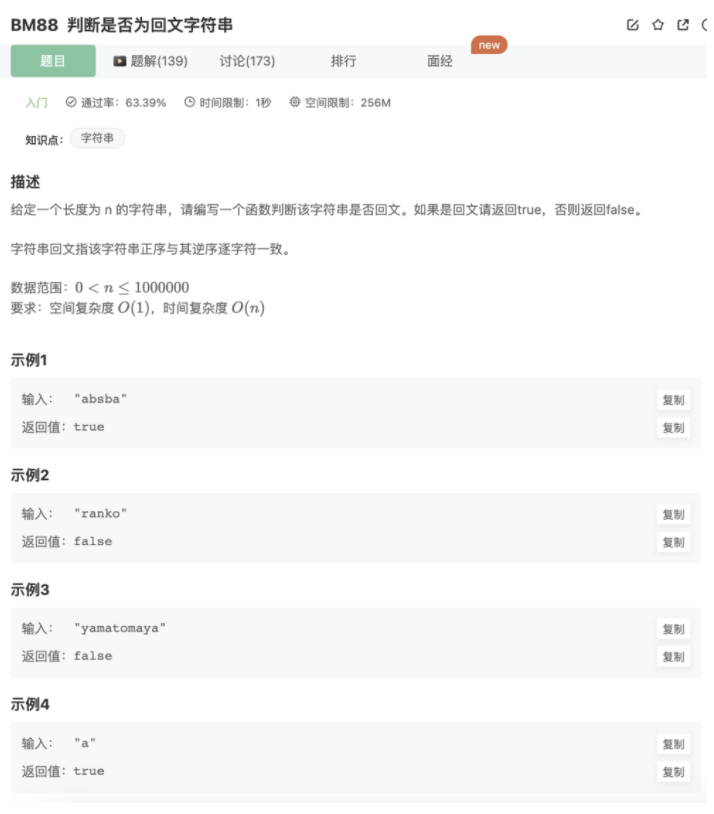 BM88 判断是否为回文字符串
题目 题解(139) 讨论(173) 排行 面经 new
入门 通过率：63.39% 时间限制：1秒 空间限制：256M
知识点： 字符串
描述
给定一个长度为 n 的字符串，请编写一个函数判断该字符串是否回文。如果是回文请返回true，否则返回false。
字符串回文指该字符串正序与其逆序逐字符一致。
数据范围：0 < n ≤ 1000000
要求：空间复杂度 O(1)，时间复杂度 O(n)
示例1
输入： "absba" 复制
返回值：true 复制
示例2
输入： "ranko" 复制
返回值：false 复制
示例3
输入： "yamatomaya" 复制
返回值：false 复制
示例4
输入： "a" 复制
返回值：true 复制